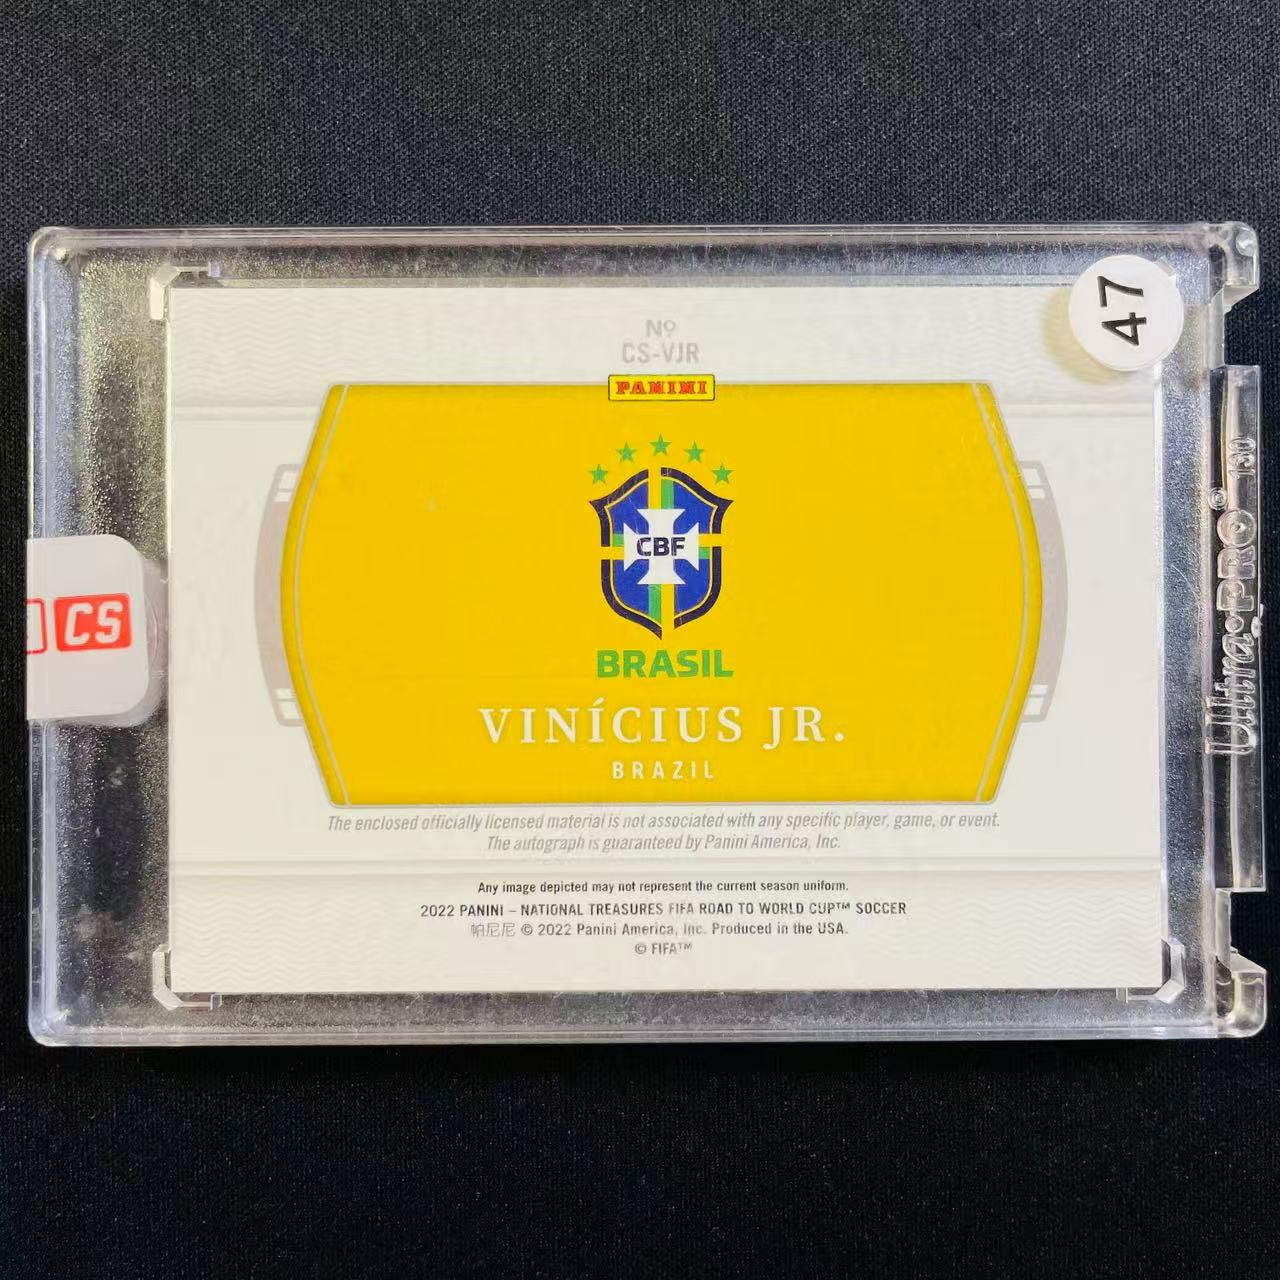 47
Nº
CS-VJR
PANINI
CBF
BRASIL
VINÍCIUS JR.
BRAZIL
The enclosed officially licensed material is not associated with any specific player, game, or event.
The autograph is guaranteed by Panini America, Inc.
Any image depicted may not represent the current season uniform.
2022 PANINI – NATIONAL TREASURES FIFA ROAD TO WORLD CUP™ SOCCER
帕尼尼 © 2022 Panini America, Inc. Produced in the USA.
© FIFA™
CS
Ultra•PRO® 130